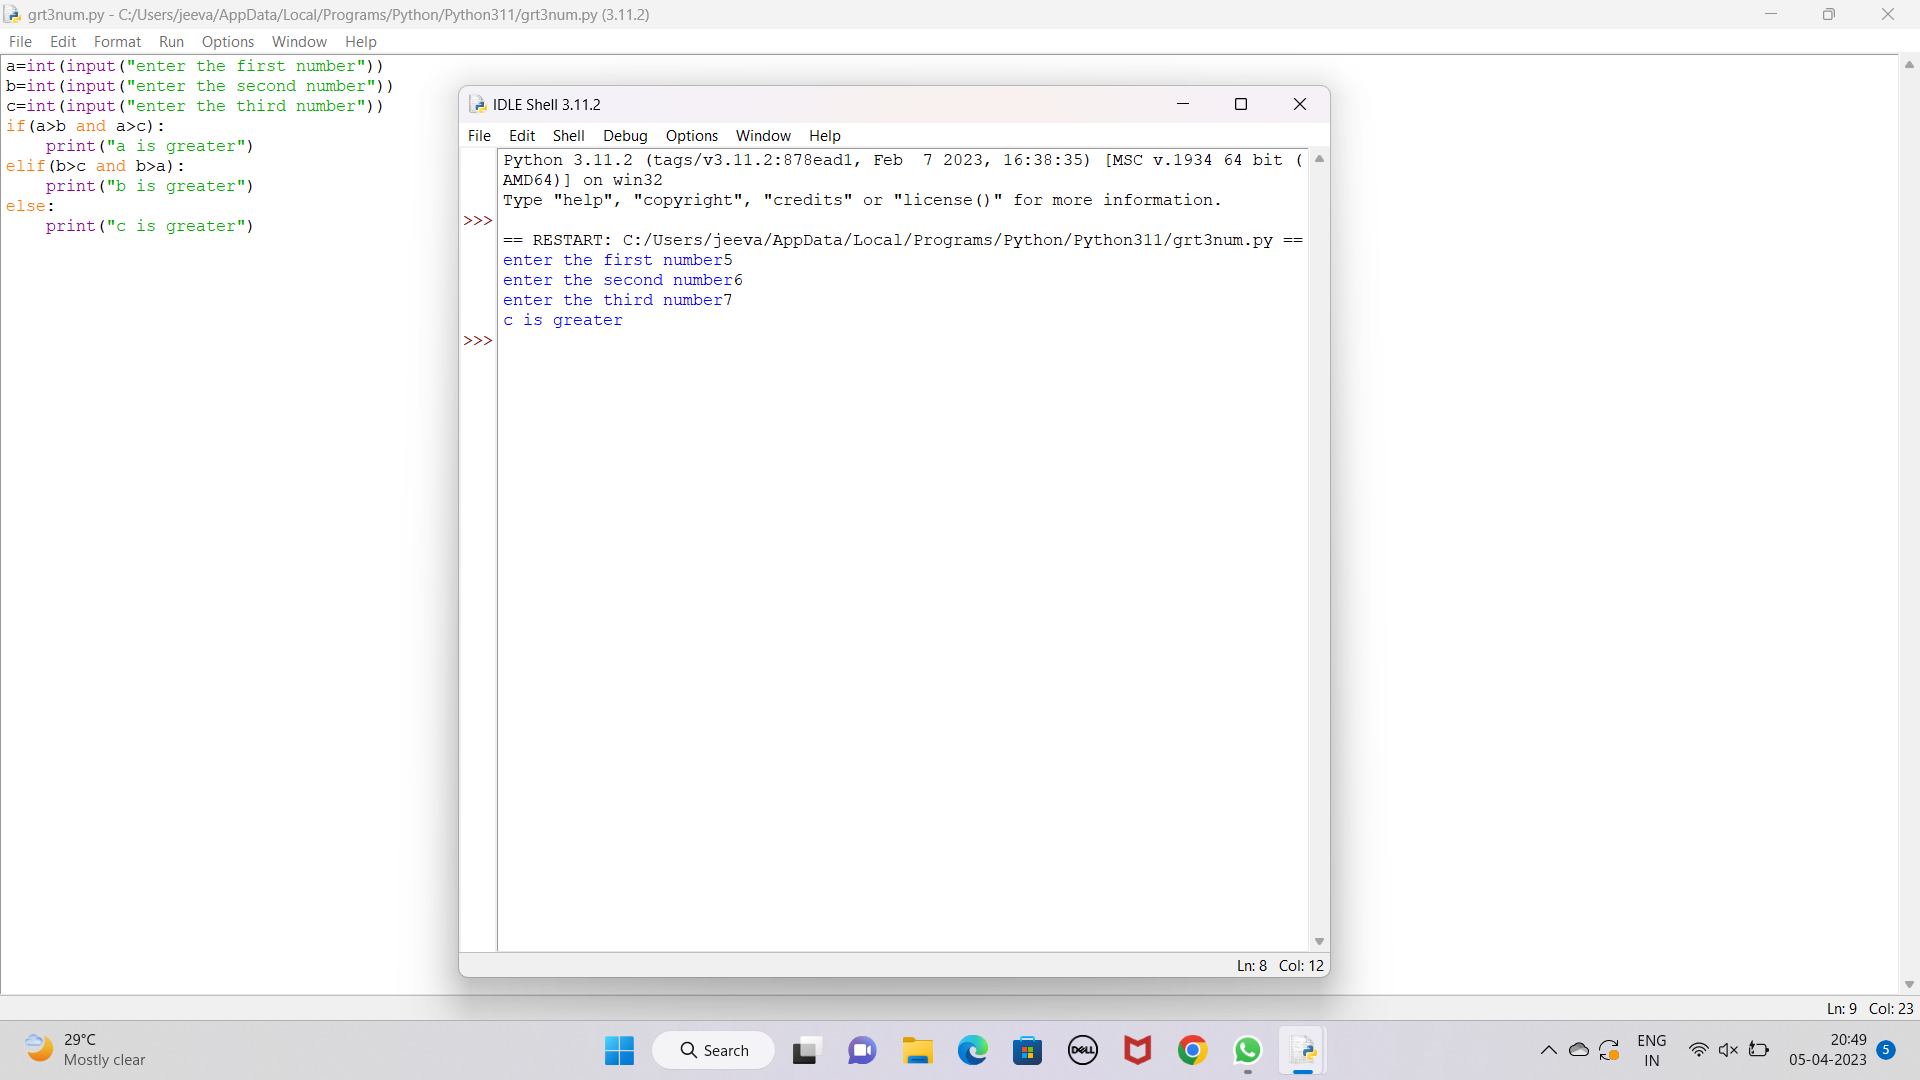 grt3num.py - C:/Users/jeeva/AppData/Local/Programs/Python/Python311/grt3num.py (3.11.2)
File Edit Format Run Options Window Help
a=int(input("enter the first number"))
b=int(input("enter the second number"))
c=int(input("enter the third number"))
if(a>b and a>c):
    print("a is greater")
elif(b>c and b>a):
    print("b is greater")
else:
    print("c is greater")
IDLE Shell 3.11.2
File Edit Shell Debug Options Window Help
Python 3.11.2 (tags/v3.11.2:878ead1, Feb  7 2023, 16:38:35) [MSC v.1934 64 bit (
AMD64)] on win32
Type "help", "copyright", "credits" or "license()" for more information.
>>>
== RESTART: C:/Users/jeeva/AppData/Local/Programs/Python/Python311/grt3num.py ==
enter the first number5
enter the second number6
enter the third number7
c is greater
>>>
Ln: 8 Col: 12
Ln: 9 Col: 23
29°C
Mostly clear
Search
DELL
ENG
IN
20:49
05-04-2023
5